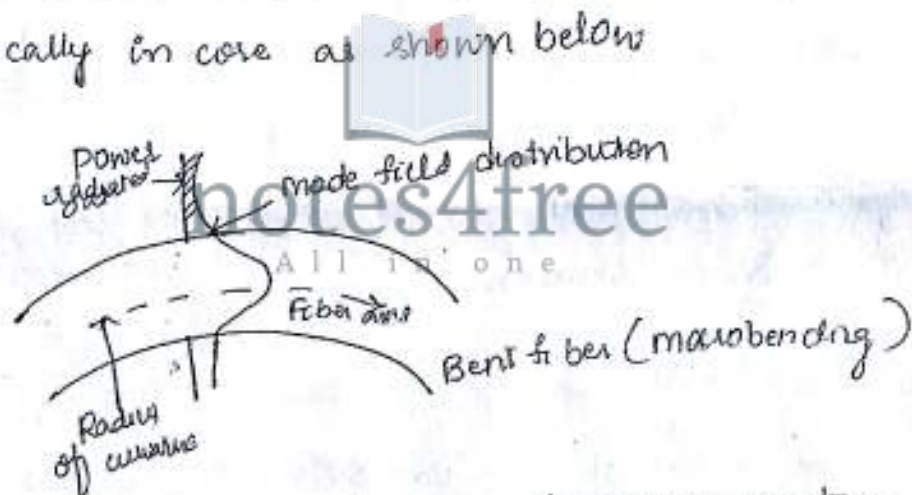 cally in core as shown below
Power
radiated
mode field distribution
notes4free
All in one
Fiber axis
Bent fiber (macrobending)
Radius
of curvature